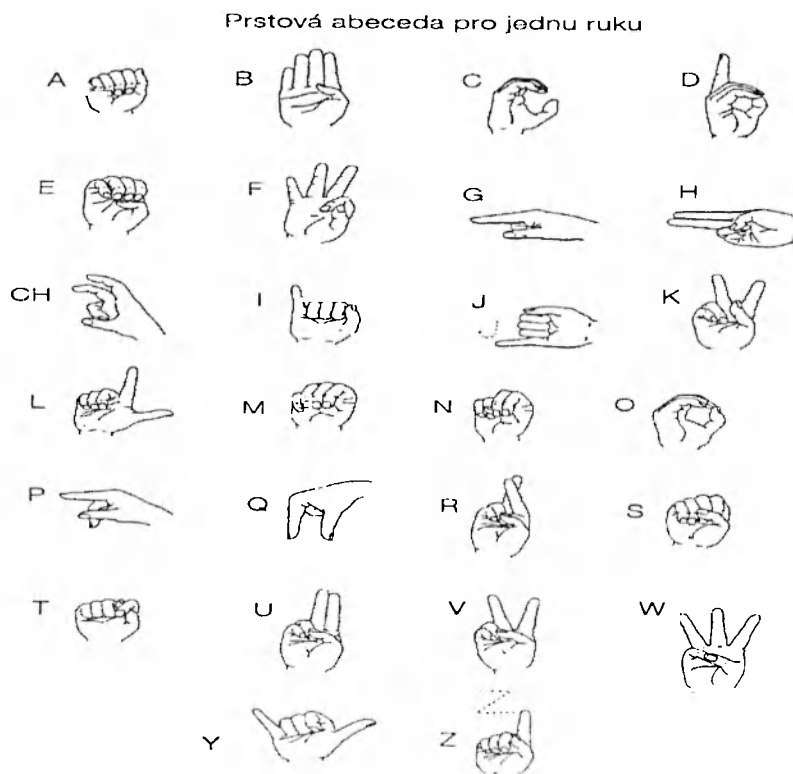 Prstová abeceda pro jednu ruku
A B C D
E F G H
CH I J K
L M N O
P Q R S
T U V W
Y Z